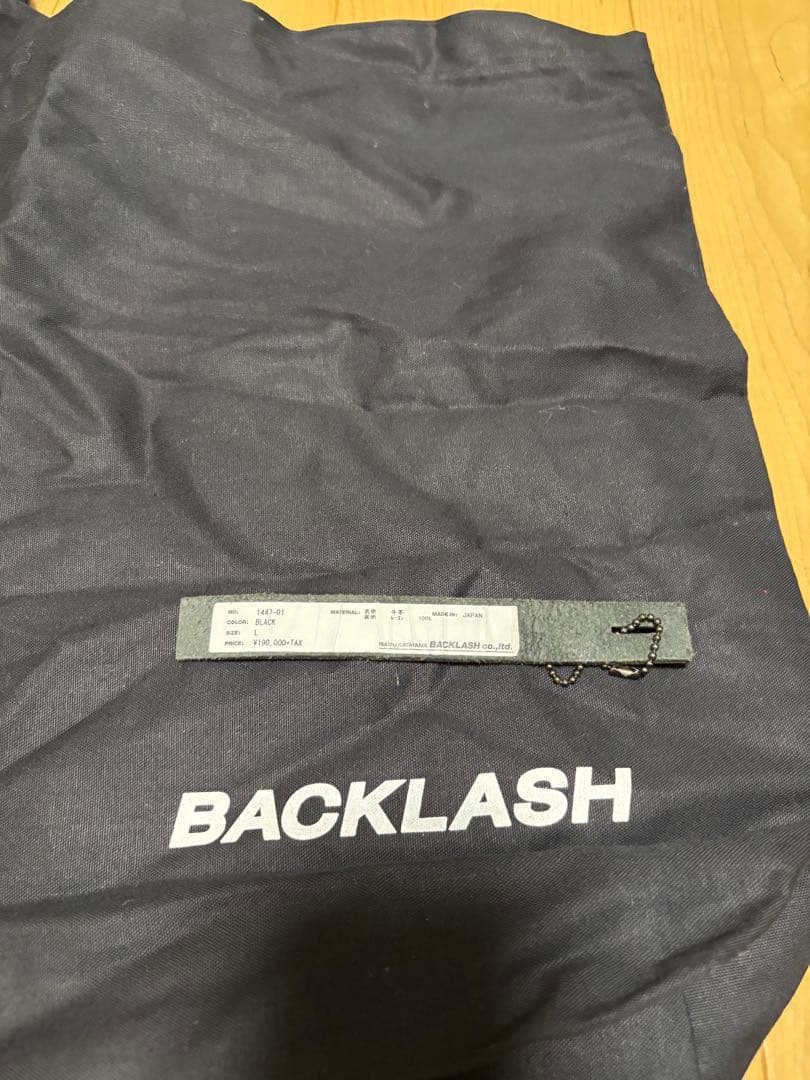 NO: 1447-01
COLOR: BLACK
SIZE: L
PRICE: ¥190,000+TAX
MATERIAL: 表地 牛革
裏地 レーヨン 100%
MADE IN: JAPAN
ISAMU KATAYAMA BACKLASH co.,ltd.
BACKLASH